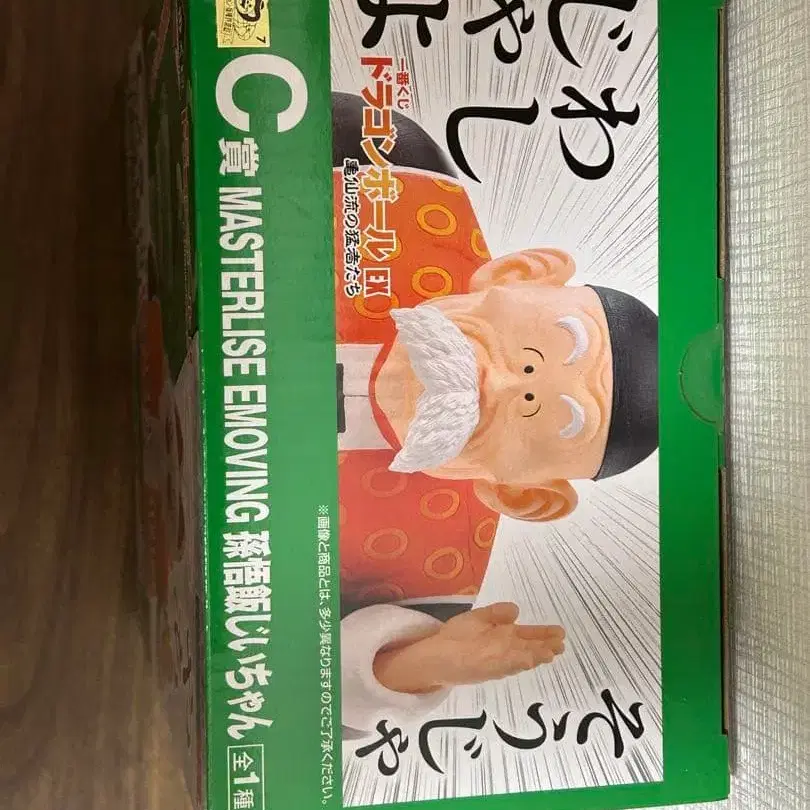 そうじゃ
わし
じゃよ
一番くじ
ドラゴンボール EX
亀仙流の猛者たち
※画像と商品とは、多少異なりますのでご了承ください。
C賞 MASTERLISE EMOVING 孫悟飯じいちゃん 全1種
7